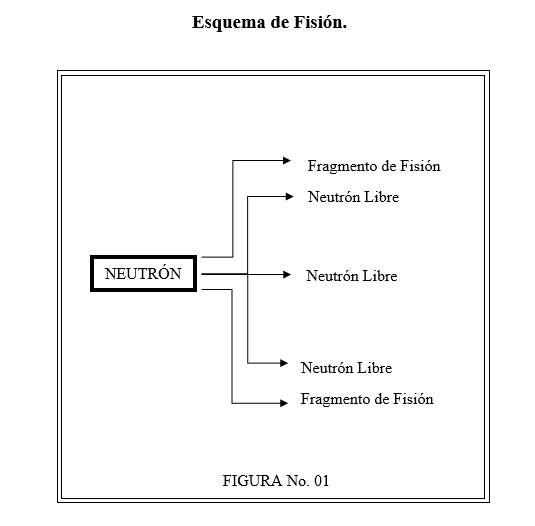 Esquema de Fisión.
Fragmento de Fisión
Neutrón Libre
NEUTRÓN
Neutrón Libre
Neutrón Libre
Fragmento de Fisión
FIGURA No. 01